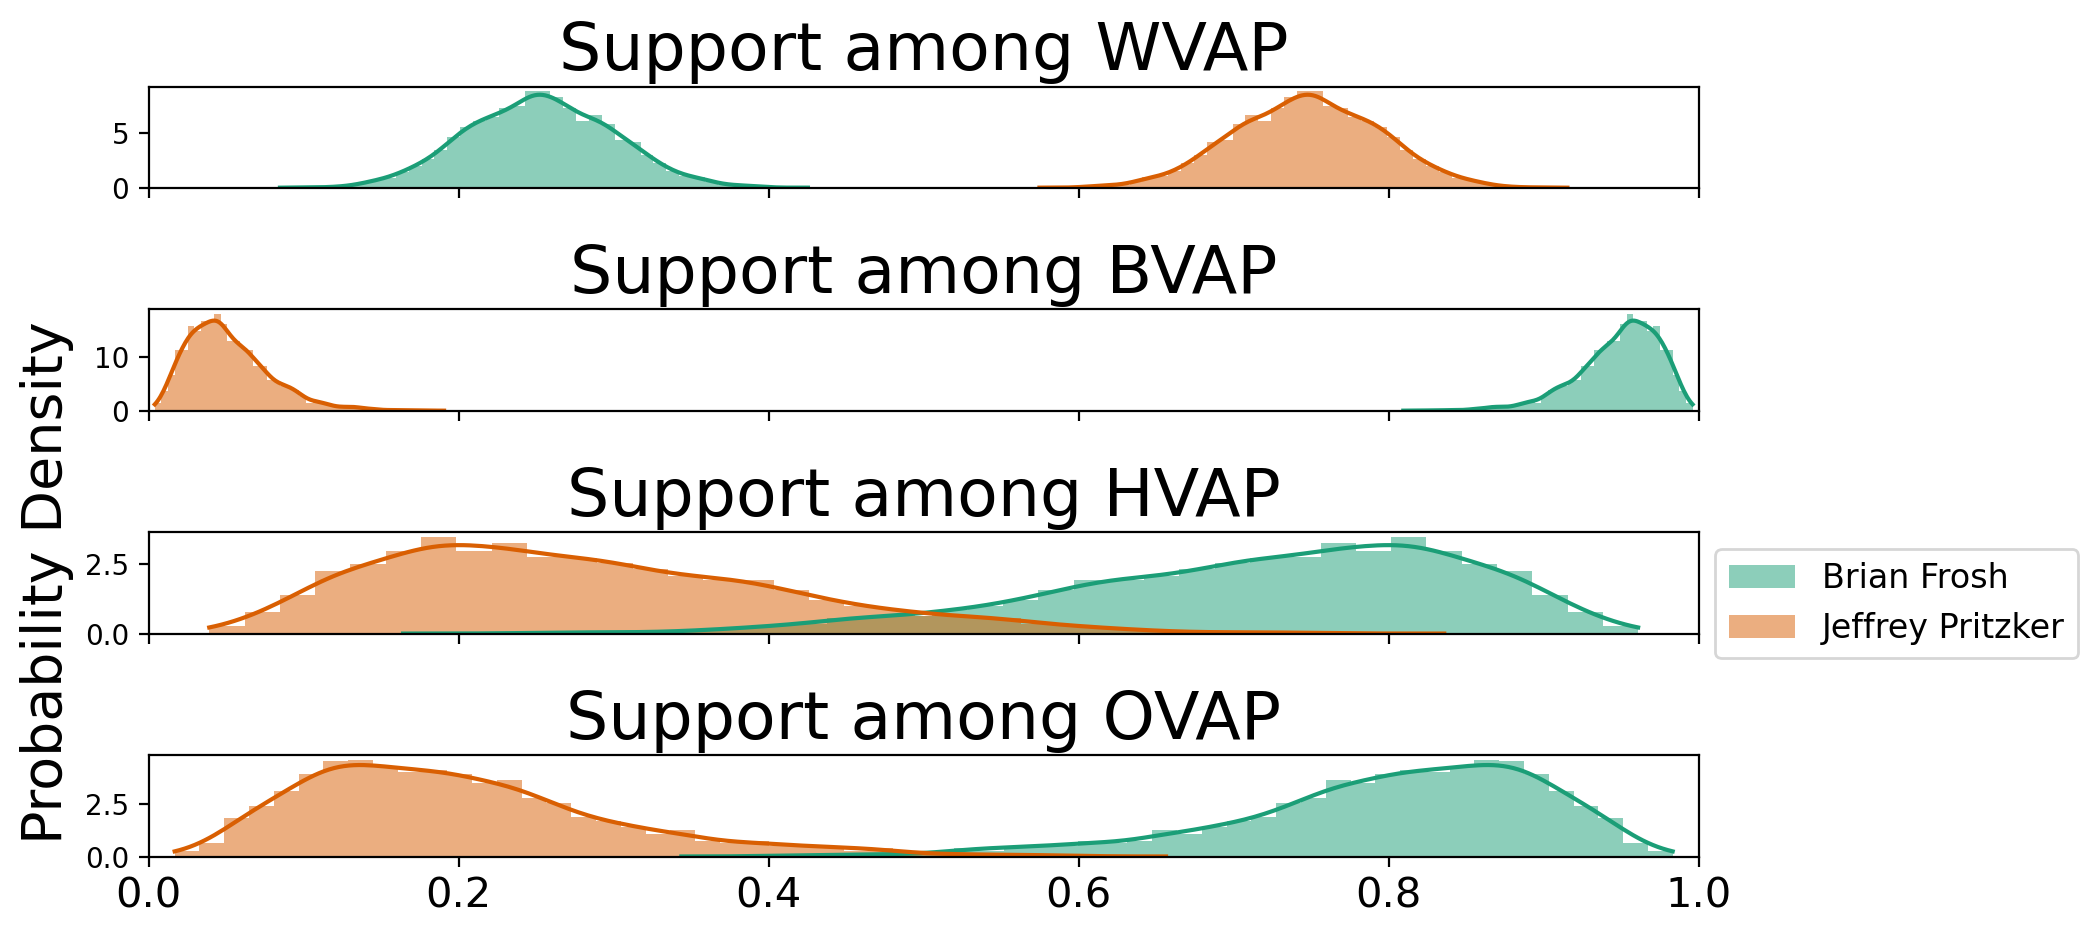 Support among WVAP
5
0
Support among BVAP
10
0
Support among HVAP
2.5
0.0
Support among OVAP
2.5
0.0
0.0 0.2 0.4 0.6 0.8 1.0
Probability Density
Brian Frosh
Jeffrey Pritzker